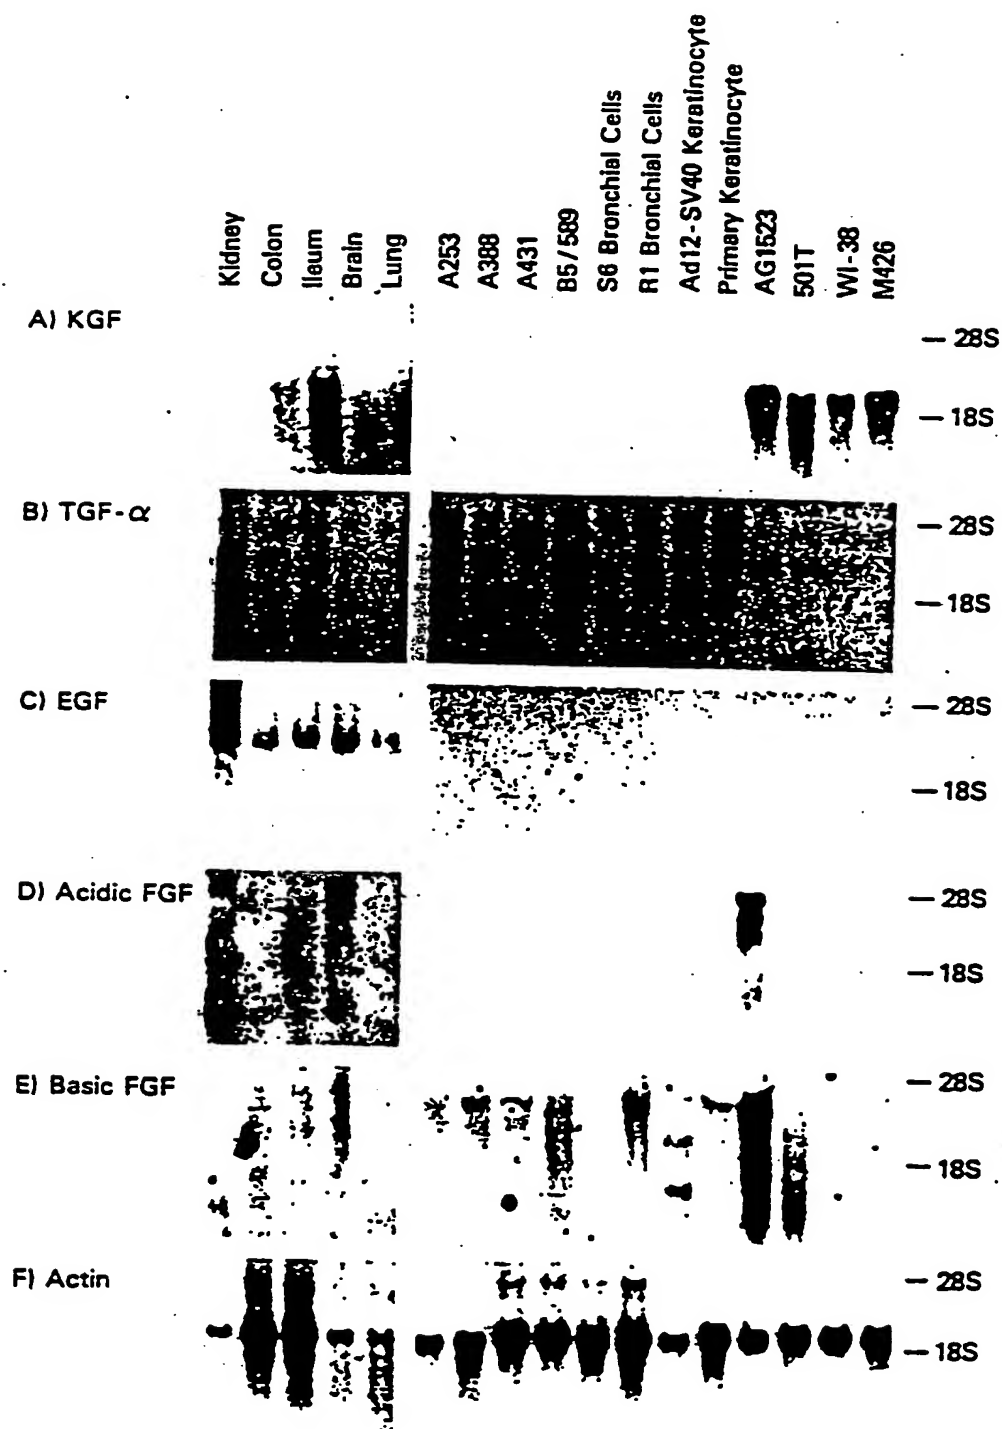 Kidney
Colon
Ileum
Brain
Lung
A253
A388
A431
B5/589
S6 Bronchial Cells
R1 Bronchial Cells
Ad12-SV40 Keratinocyte
Primary Keratinocyte
AG1523
501T
WI-38
M426
A) KGF
— 28S
— 18S
B) TGF-α
— 28S
— 18S
C) EGF
— 28S
— 18S
D) Acidic FGF
— 28S
— 18S
E) Basic FGF
— 28S
— 18S
F) Actin
— 28S
— 18S